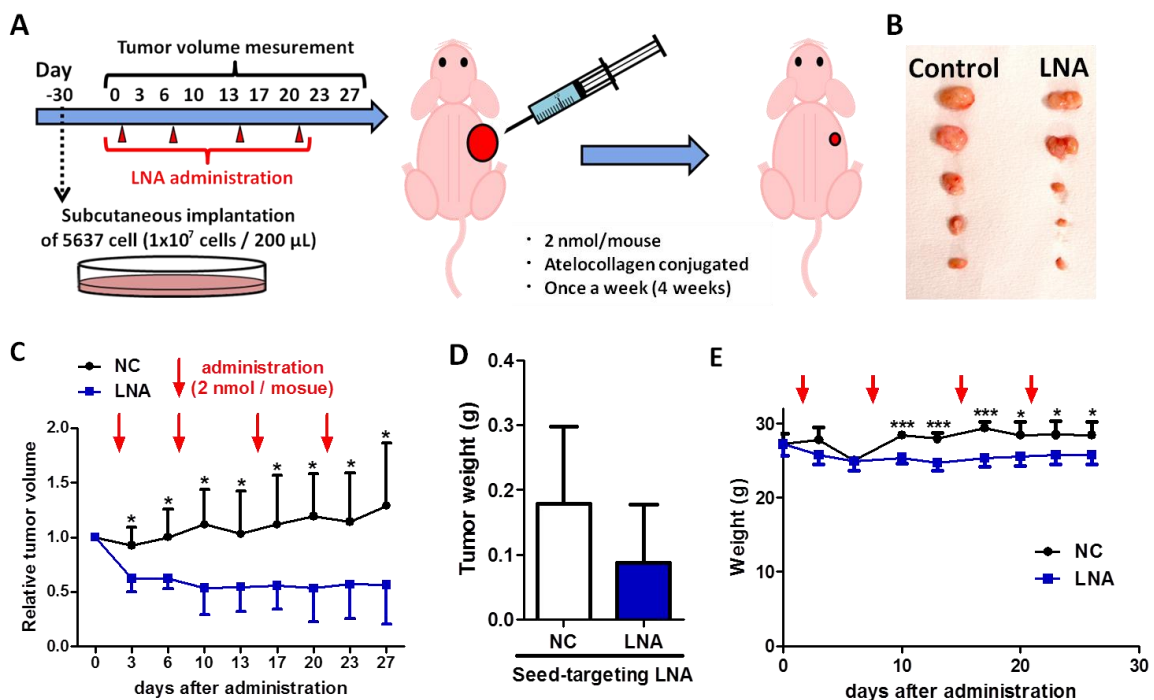 A
Tumor volume mesurement
Day
-30 0 3 6 10 13 17 20 23 27
LNA administration
Subcutaneous implantation
of 5637 cell (1x10⁷ cells / 200 μL)
・ 2 nmol/mouse
・ Atelocollagen conjugated
・ Once a week (4 weeks)
B
Control LNA
C
NC
LNA
administration
(2 nmol / mosue)
Relative tumor volume
2.0
1.5
1.0
0.5
0.0
* * * * * * * *
0 3 6 10 13 17 20 23 27
days after administration
D
Tumor weight (g)
0.4
0.3
0.2
0.1
0.0
NC LNA
Seed-targeting LNA
E
Weight (g)
30
20
10
0
*** *** *** * * *
NC
LNA
0 10 20 30
days after administration